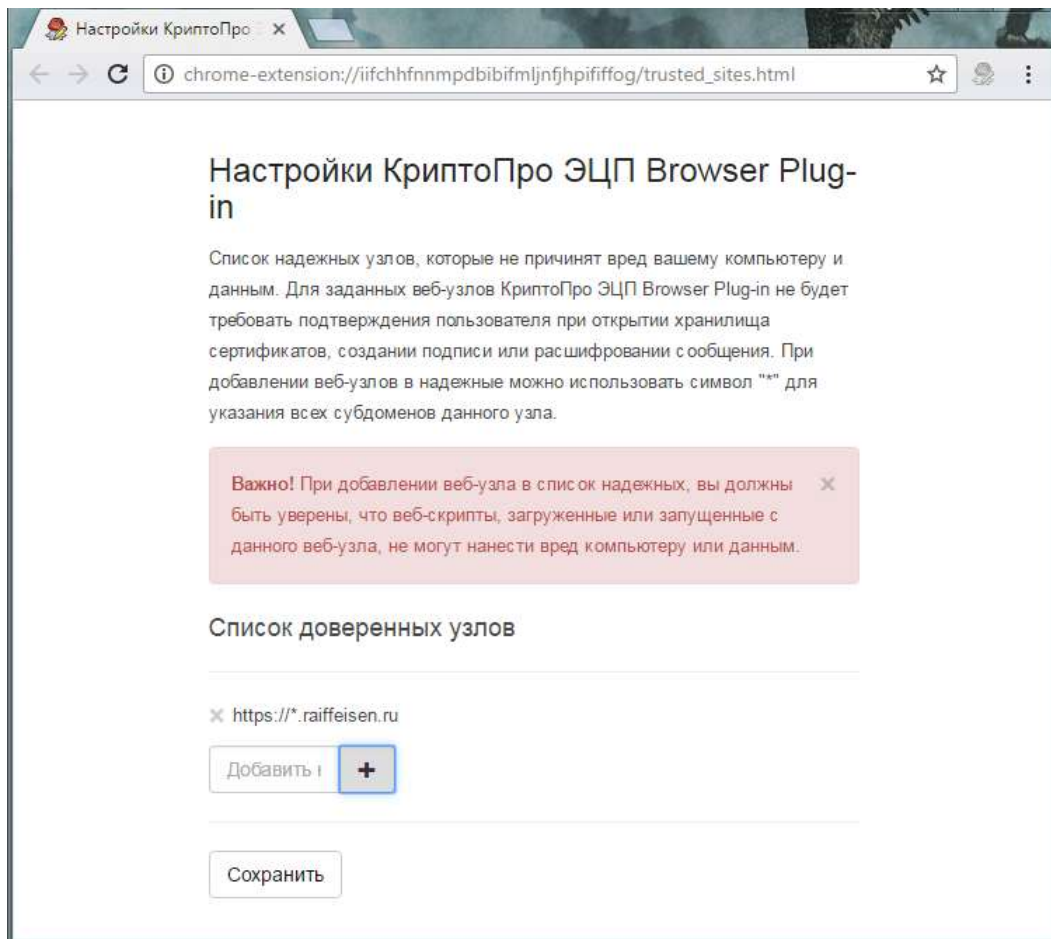 Настройки КриптоПро
chrome-extension://iifchhfnnmpdbibifmljnfjhpififfog/trusted_sites.html
Настройки КриптоПро ЭЦП Browser Plug-
in
Список надежных узлов, которые не причинят вред вашему компьютеру и
данным. Для заданных веб-узлов КриптоПро ЭЦП Browser Plug-in не будет
требовать подтверждения пользователя при открытии хранилища
сертификатов, создании подписи или расшифровании сообщения. При
добавлении веб-узлов в надежные можно использовать символ "*" для
указания всех субдоменов данного узла.
Важно! При добавлении веб-узла в список надежных, вы должны
быть уверены, что веб-скрипты, загруженные или запущенные с
данного веб-узла, не могут нанести вред компьютеру или данным.
Список доверенных узлов
https://*.raiffeisen.ru
Добавить
Сохранить